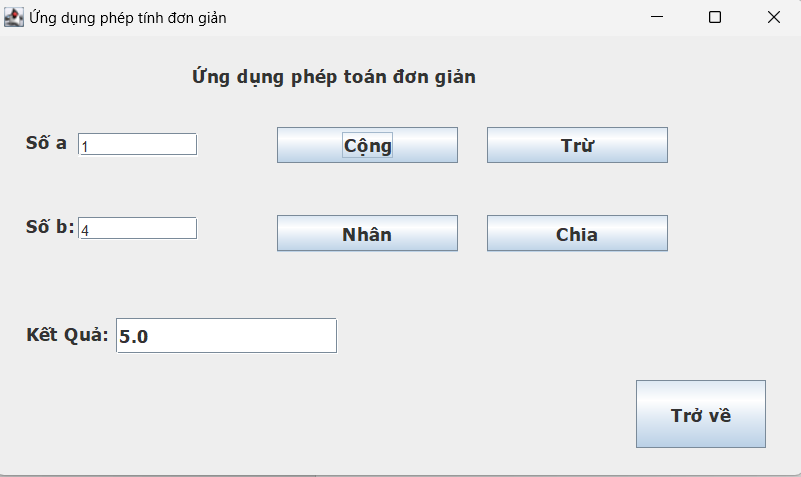 Ứng dụng phép tính đơn giản
Ứng dụng phép toán đơn giản
Số a 1 Cộng Trừ
Số b: 4 Nhân Chia
Kết Quả: 5.0
Trở về